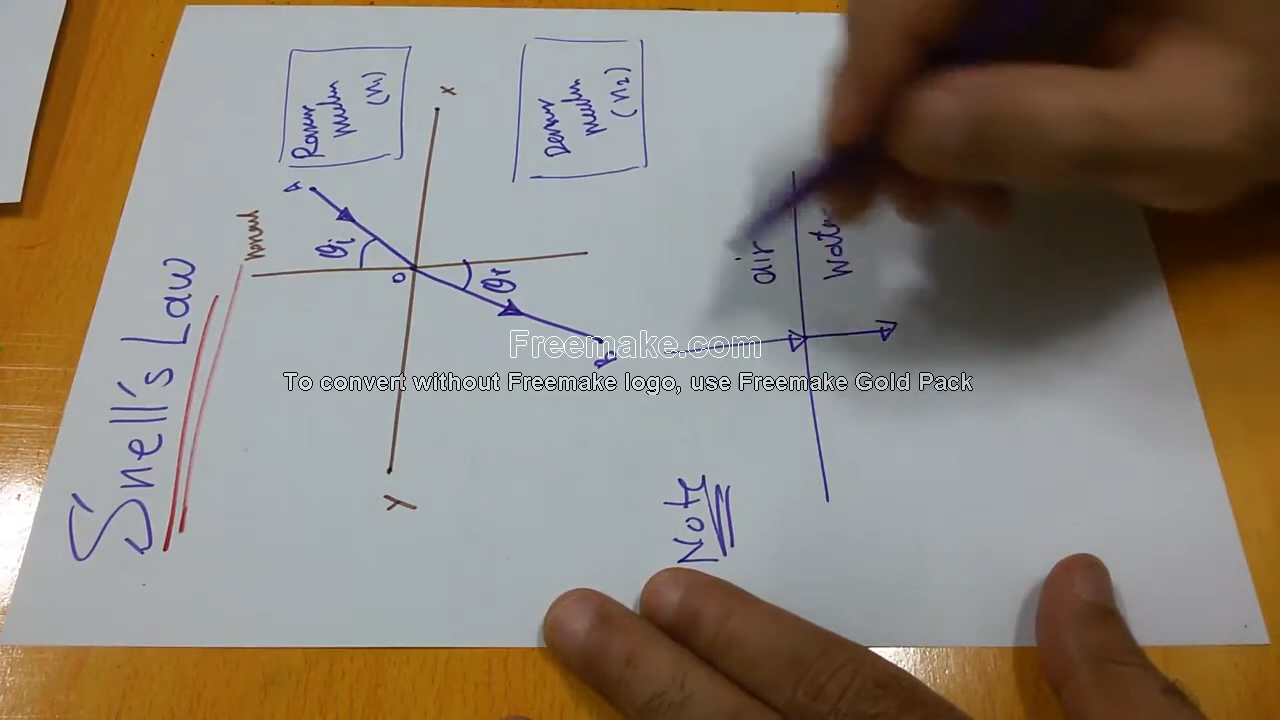 Snell's Law
normal
A
θi
O
θr
B
X
Y
Rarer
medium
(n1)
Denser
medium
(n2)
Note
air
water
Freemake.com
To convert without Freemake logo, use Freemake Gold Pack